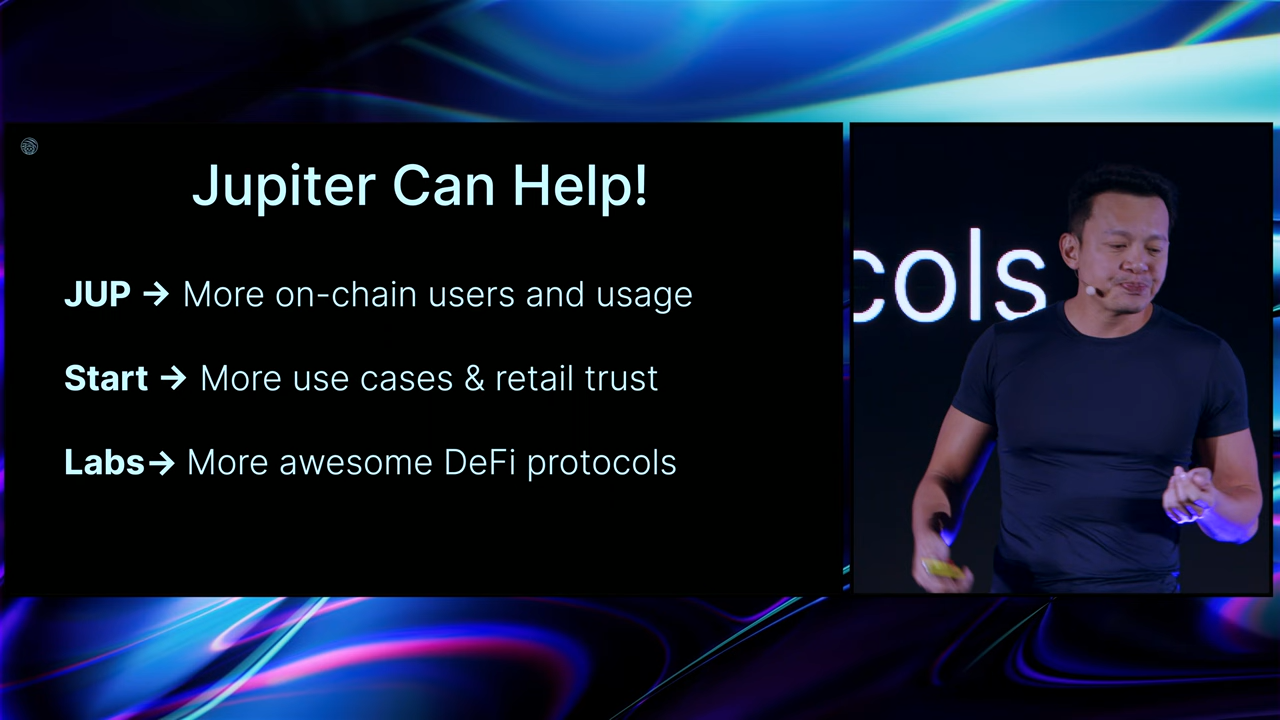 Jupiter Can Help!
JUP → More on-chain users and usage
Start → More use cases & retail trust
Labs→ More awesome DeFi protocols
cols